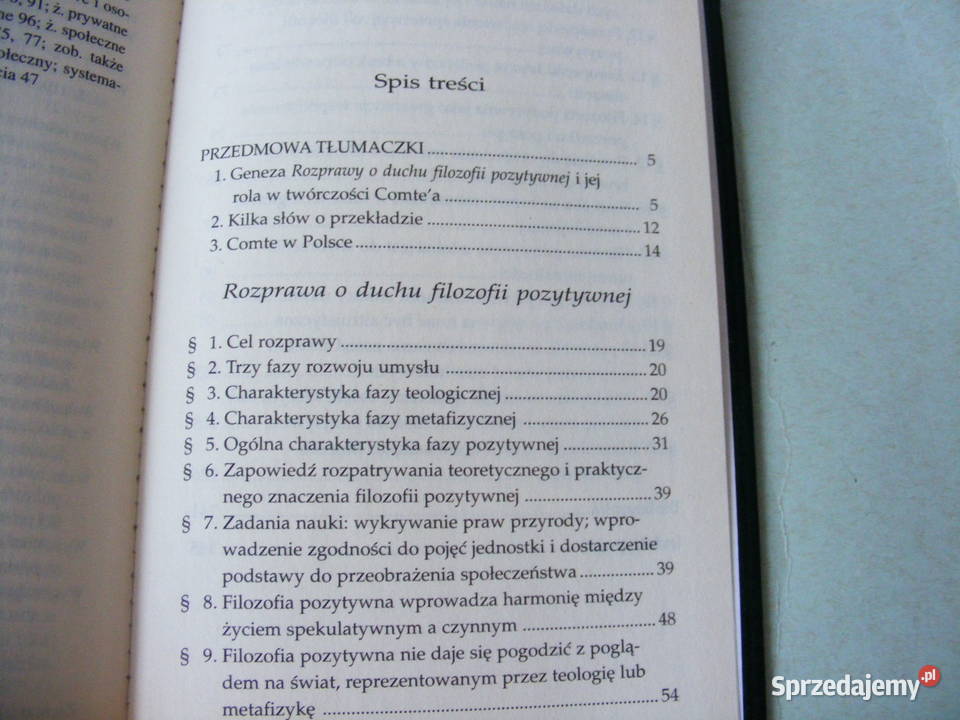 91; ż. prywatne
ne 96; ż. społeczne
5, 77; zob. także
ołeczny; systema-
cia 47
Spis treści
PRZEDMOWA TŁUMACZKI ........ 5
1. Geneza Rozprawy o duchu filozofii pozytywnej i jej
rola w twórczości Comte'a ........ 5
2. Kilka słów o przekładzie ........ 12
3. Comte w Polsce ........ 14
Rozprawa o duchu filozofii pozytywnej
§ 1. Cel rozprawy ........ 19
§ 2. Trzy fazy rozwoju umysłu ........ 20
§ 3. Charakterystyka fazy teologicznej ........ 20
§ 4. Charakterystyka fazy metafizycznej ........ 26
§ 5. Ogólna charakterystyka fazy pozytywnej ........ 31
§ 6. Zapowiedź rozpatrywania teoretycznego i praktycz-
nego znaczenia filozofii pozytywnej ........ 39
§ 7. Zadania nauki: wykrywanie praw przyrody; wpro-
wadzenie zgodności do pojęć jednostki i dostarczenie
podstawy do przeobrażenia społeczeństwa ........ 39
§ 8. Filozofia pozytywna wprowadza harmonię między
życiem spekulatywnym a czynnym ........ 48
§ 9. Filozofia pozytywna nie daje się pogodzić z poglą-
dem na świat, reprezentowanym przez teologię lub
metafizykę ........ 54
Sprzedajemy.pl